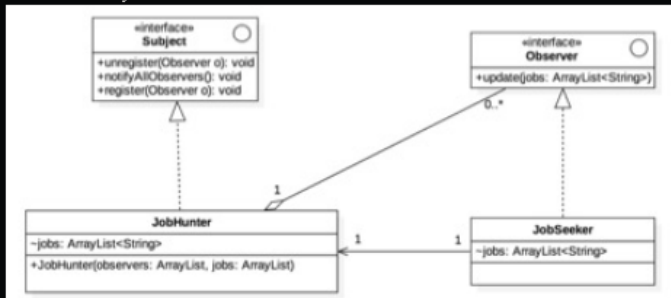 «interface»
Subject
+unregister(Observer o): void
+notifyAllObservers(): void
+register(Observer o): void
«interface»
Observer
+update(jobs: ArrayList<String>)
0..*
1
JobHunter
~jobs: ArrayList<String>
+JobHunter(observers: ArrayList, jobs: ArrayList)
1
1
JobSeeker
~jobs: ArrayList<String>